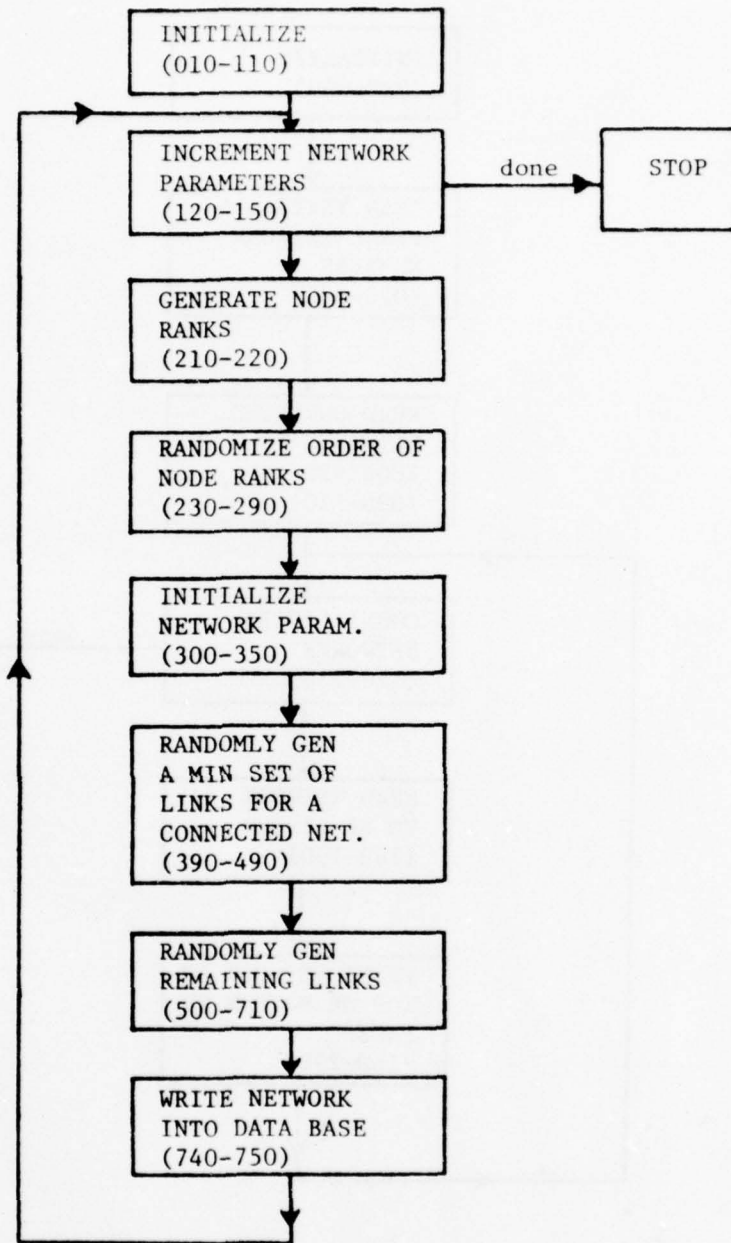 INITIALIZE
(010-110)
INCREMENT NETWORK
PARAMETERS
(120-150)
done
STOP
GENERATE NODE
RANKS
(210-220)
RANDOMIZE ORDER OF
NODE RANKS
(230-290)
INITIALIZE
NETWORK PARAM.
(300-350)
RANDOMLY GEN
A MIN SET OF
LINKS FOR A
CONNECTED NET.
(390-490)
RANDOMLY GEN
REMAINING LINKS
(500-710)
WRITE NETWORK
INTO DATA BASE
(740-750)